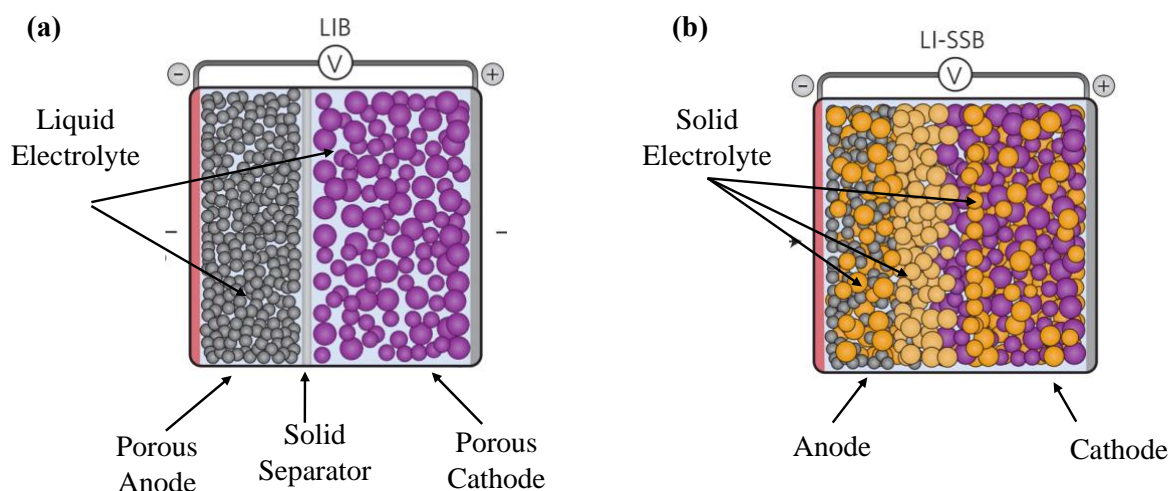 (a)
LIB
V
−
+
Liquid
Electrolyte
−
−
Porous
Anode
Solid
Separator
Porous
Cathode
(b)
LI-SSB
V
−
+
Solid
Electrolyte
Anode
Cathode